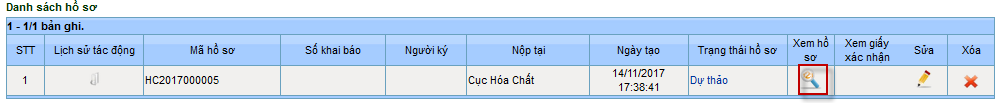 Danh sách hồ sơ
1 - 1/1 bản ghi.
STT Lịch sử tác động Mã hồ sơ Số khai báo Người ký Nộp tại Ngày tạo Trạng thái hồ sơ Xem hồ sơ Xem giấy xác nhận Sửa Xóa
1 HC2017000005 Cục Hóa Chất 14/11/2017 17:38:41 Dự thảo